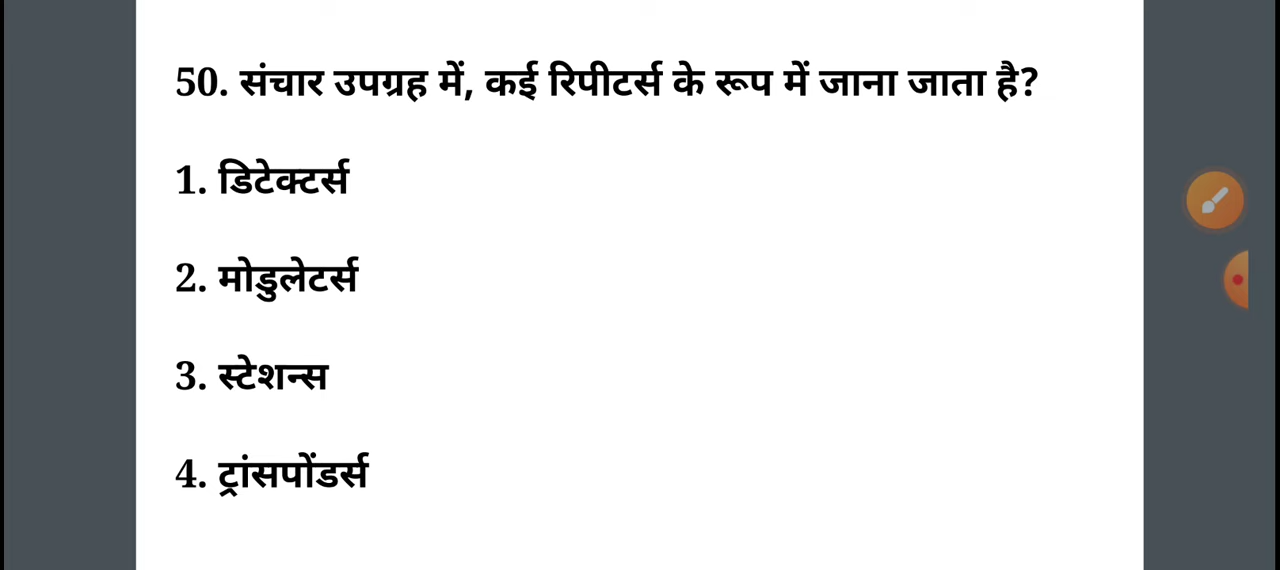 50. संचार उपग्रह में, कई रिपीटर्स के रूप में जाना जाता है?
1. डिटेक्टर्स
2. मोडुलेटर्स
3. स्टेशन्स
4. ट्रांसपोंडर्स